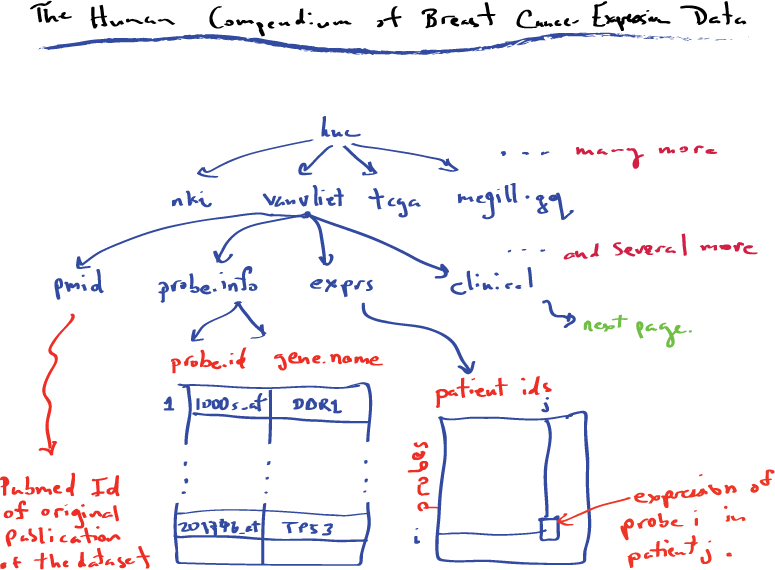 The Human Compendium of Breast Cancer Expression Data
huc
... many more
nki vanvliet tcga mcgill.gq
... and several more
pmid probe.info exprs clinical
next page.
probe.id gene.name
patient ids
j
1 1000s_at DDR1
probes
Pubmed Id
of original
Publication
of the dataset
TP53
i
expression of
probe i in
patient j.